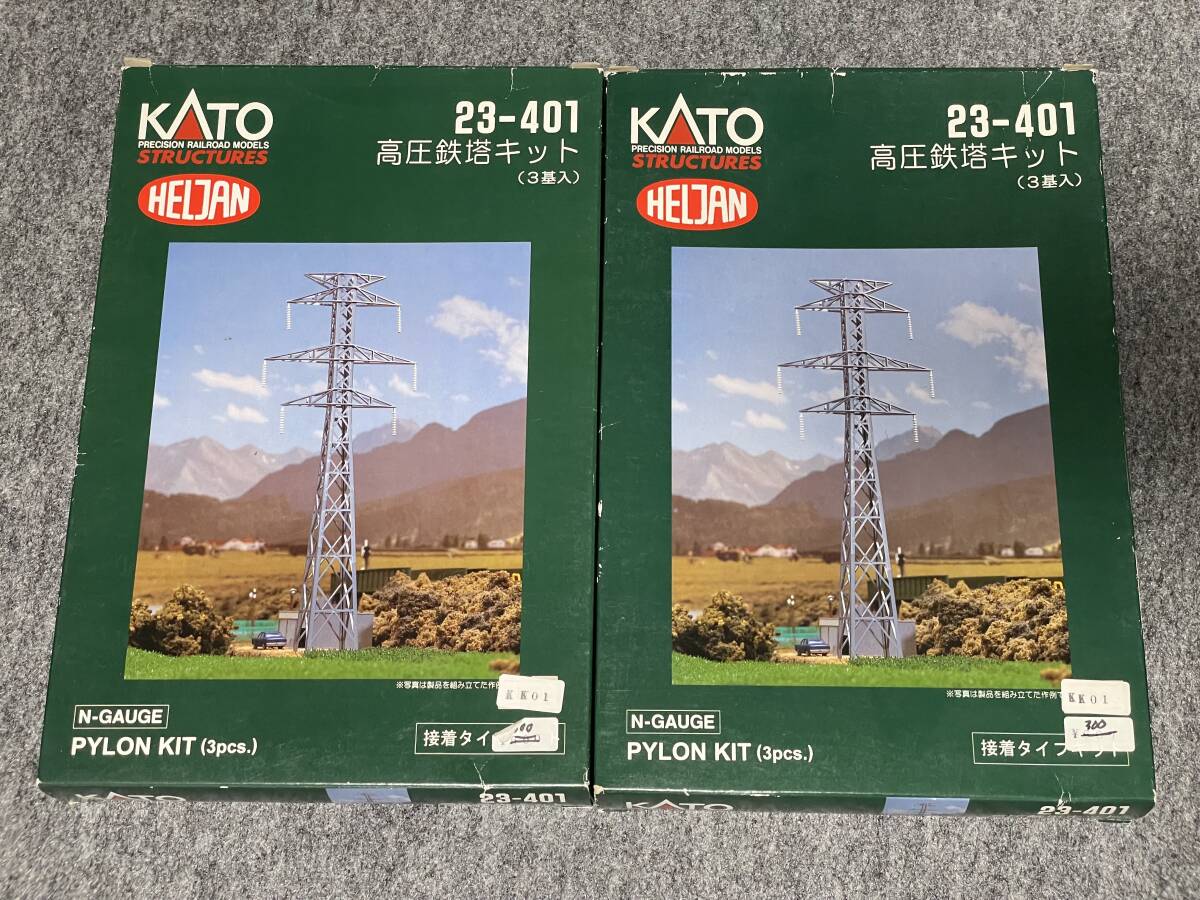 KATO
PRECISION RAILROAD MODELS
STRUCTURES
HELJAN
23-401
高圧鉄塔キット
(3基入)
※写真は製品を組み立てた作例
KK01
N-GAUGE
PYLON KIT (3pcs.)
接着タイ
ト
KATO
23-401
KATO
PRECISION RAILROAD MODELS
STRUCTURES
HELJAN
23-401
高圧鉄塔キット
(3基入)
※写真は製品を組み立てた作例で
KK01
¥ 300
N-GAUGE
PYLON KIT (3pcs.)
接着タイプキット
KATO
23-401